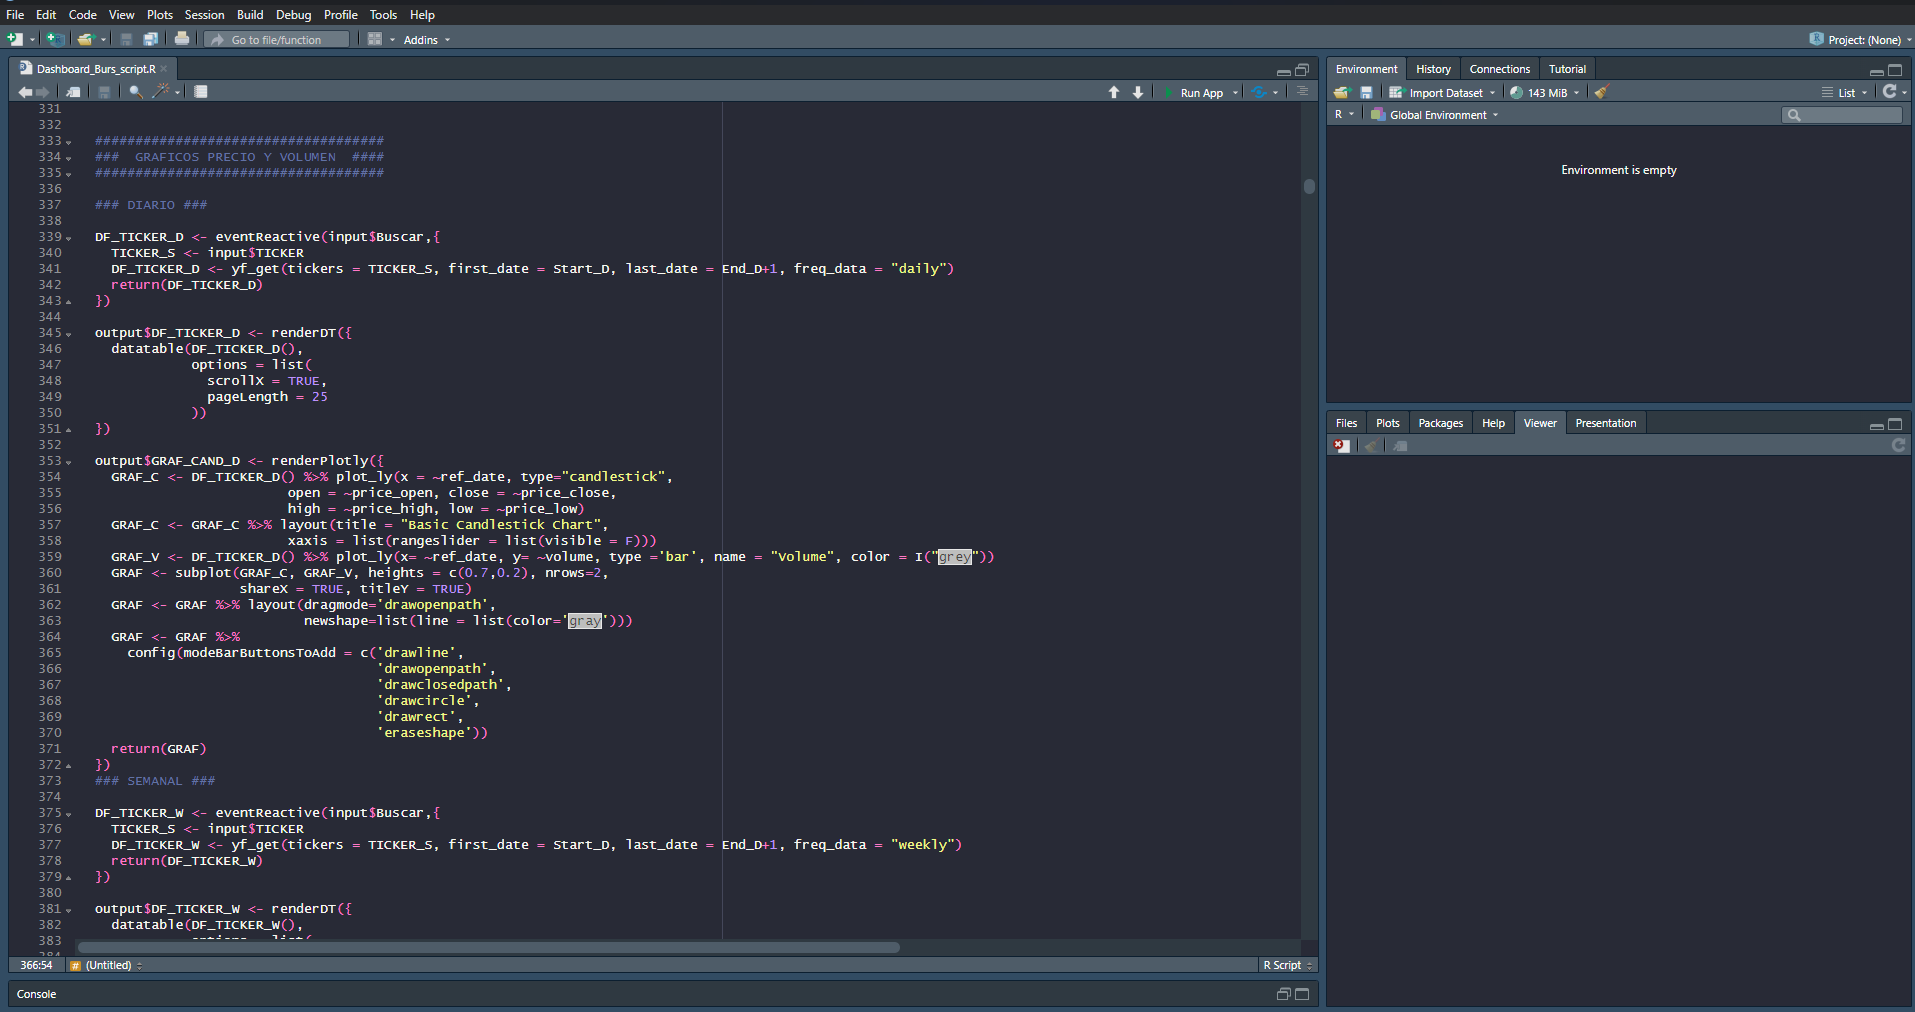 File Edit Code View Plots Session Build Debug Profile Tools Help
Go to file/function Addins Project: (None)
Dashboard_Burs_script.R
Run App
331
332
333 ####################################
334 ###  GRAFICOS PRECIO Y VOLUMEN  ####
335 ####################################
336
337 ### DIARIO ###
338
339 DF_TICKER_D <- eventReactive(input$Buscar,{
340   TICKER_S <- input$TICKER
341   DF_TICKER_D <- yf_get(tickers = TICKER_S, first_date = Start_D, last_date = End_D+1, freq_data = "daily")
342   return(DF_TICKER_D)
343 })
344
345 output$DF_TICKER_D <- renderDT({
346   datatable(DF_TICKER_D(),
347             options = list(
348               scrollX = TRUE,
349               pageLength = 25
350             ))
351 })
352
353 output$GRAF_CAND_D <- renderPlotly({
354   GRAF_C <- DF_TICKER_D() %>% plot_ly(x = ~ref_date, type="candlestick",
355                         open = ~price_open, close = ~price_close,
356                         high = ~price_high, low = ~price_low)
357   GRAF_C <- GRAF_C %>% layout(title = "Basic Candlestick Chart",
358                         xaxis = list(rangeslider = list(visible = F)))
359   GRAF_V <- DF_TICKER_D() %>% plot_ly(x= ~ref_date, y= ~volume, type ='bar', name = "Volume", color = I("grey"))
360   GRAF <- subplot(GRAF_C, GRAF_V, heights = c(0.7,0.2), nrows=2,
361                   shareX = TRUE, titleY = TRUE)
362   GRAF <- GRAF %>% layout(dragmode='drawopenpath',
363                           newshape=list(line = list(color='gray')))
364   GRAF <- GRAF %>%
365     config(modeBarButtonsToAdd = c('drawline',
366                                    'drawopenpath',
367                                    'drawclosedpath',
368                                    'drawcircle',
369                                    'drawrect',
370                                    'eraseshape'))
371   return(GRAF)
372 })
373 ### SEMANAL ###
374
375 DF_TICKER_W <- eventReactive(input$Buscar,{
376   TICKER_S <- input$TICKER
377   DF_TICKER_W <- yf_get(tickers = TICKER_S, first_date = Start_D, last_date = End_D+1, freq_data = "weekly")
378   return(DF_TICKER_W)
379 })
380
381 output$DF_TICKER_W <- renderDT({
382   datatable(DF_TICKER_W(),
383
366:54 # (Untitled) R Script
Console
Environment History Connections Tutorial
Import Dataset 143 MiB List
R Global Environment
Environment is empty
Files Plots Packages Help Viewer Presentation